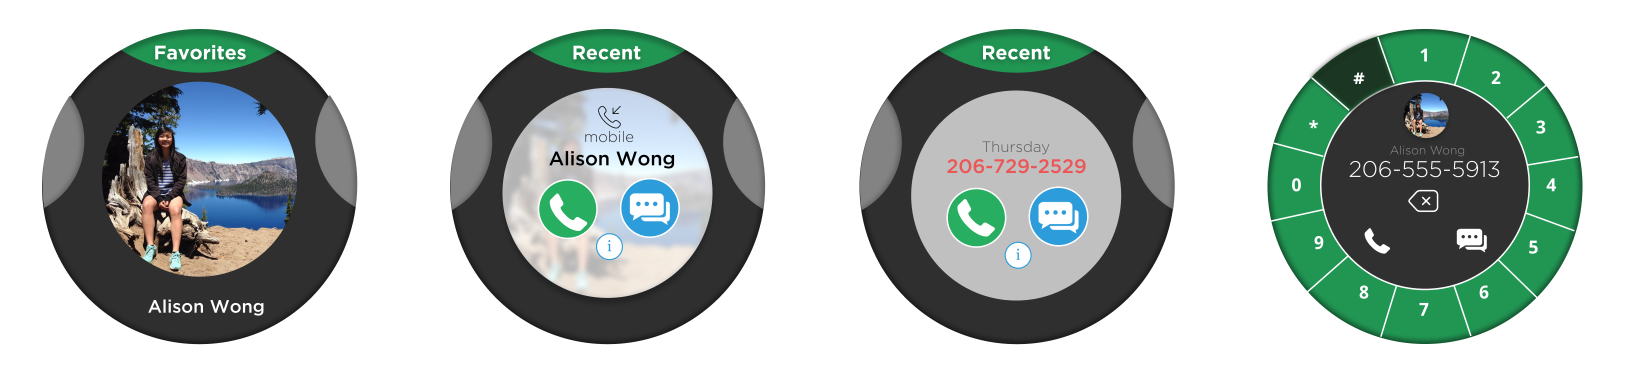 Favorites
Alison Wong
Recent
mobile
Alison Wong
i
Recent
Thursday
206-729-2529
i
1
2
3
4
5
6
7
8
9
0
*
#
Alison Wong
206-555-5913